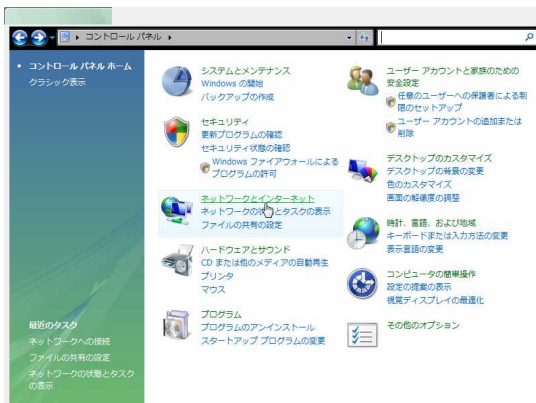 コントロール パネル
コントロール パネル ホーム
クラシック表示
システムとメンテナンス
Windows の開始
バックアップの作成
セキュリティ
更新プログラムの確認
セキュリティ状態の確認
Windows ファイアウォールによる
プログラムの許可
ネットワークとインターネット
ネットワークの状態とタスクの表示
ファイルの共有の設定
ハードウェアとサウンド
CD または他のメディアの自動再生
プリンタ
マウス
プログラム
プログラムのアンインストール
スタートアップ プログラムの変更
ユーザー アカウントと家族のための
安全設定
任意のユーザーへの保護者による制
限のセットアップ
ユーザー アカウントの追加または
削除
デスクトップのカスタマイズ
デスクトップの背景の変更
色のカスタマイズ
画面の解像度の調整
時計、言語、および地域
キーボードまたは入力方法の変更
表示言語の変更
コンピュータの簡単操作
設定の提案の表示
視覚ディスプレイの最適化
その他のオプション
最近のタスク
ネットワークへの接続
ファイルの共有の設定
ネットワークの状態とタスク
の表示